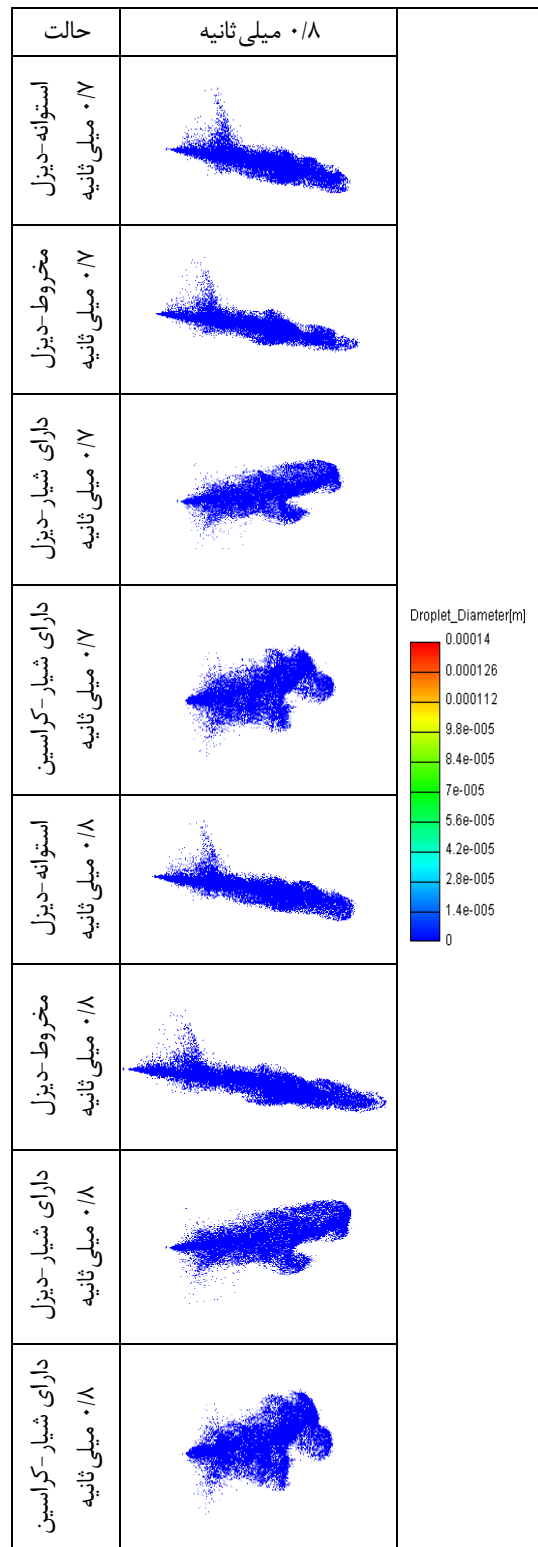 حالت
۰/۸ میلی‌ثانیه
استوانه-دیزل
۰/۷ میلی ثانیه
مخروط-دیزل
۰/۷ میلی ثانیه
دارای شیار-دیزل
۰/۷ میلی ثانیه
دارای شیار-کراسین
۰/۷ میلی ثانیه
استوانه-دیزل
۰/۸ میلی ثانیه
مخروط-دیزل
۰/۸ میلی ثانیه
دارای شیار-دیزل
۰/۸ میلی ثانیه
دارای شیار-کراسین
۰/۸ میلی ثانیه
Droplet_Diameter[m]
0.00014
0.000126
0.000112
9.8e-005
8.4e-005
7e-005
5.6e-005
4.2e-005
2.8e-005
1.4e-005
0